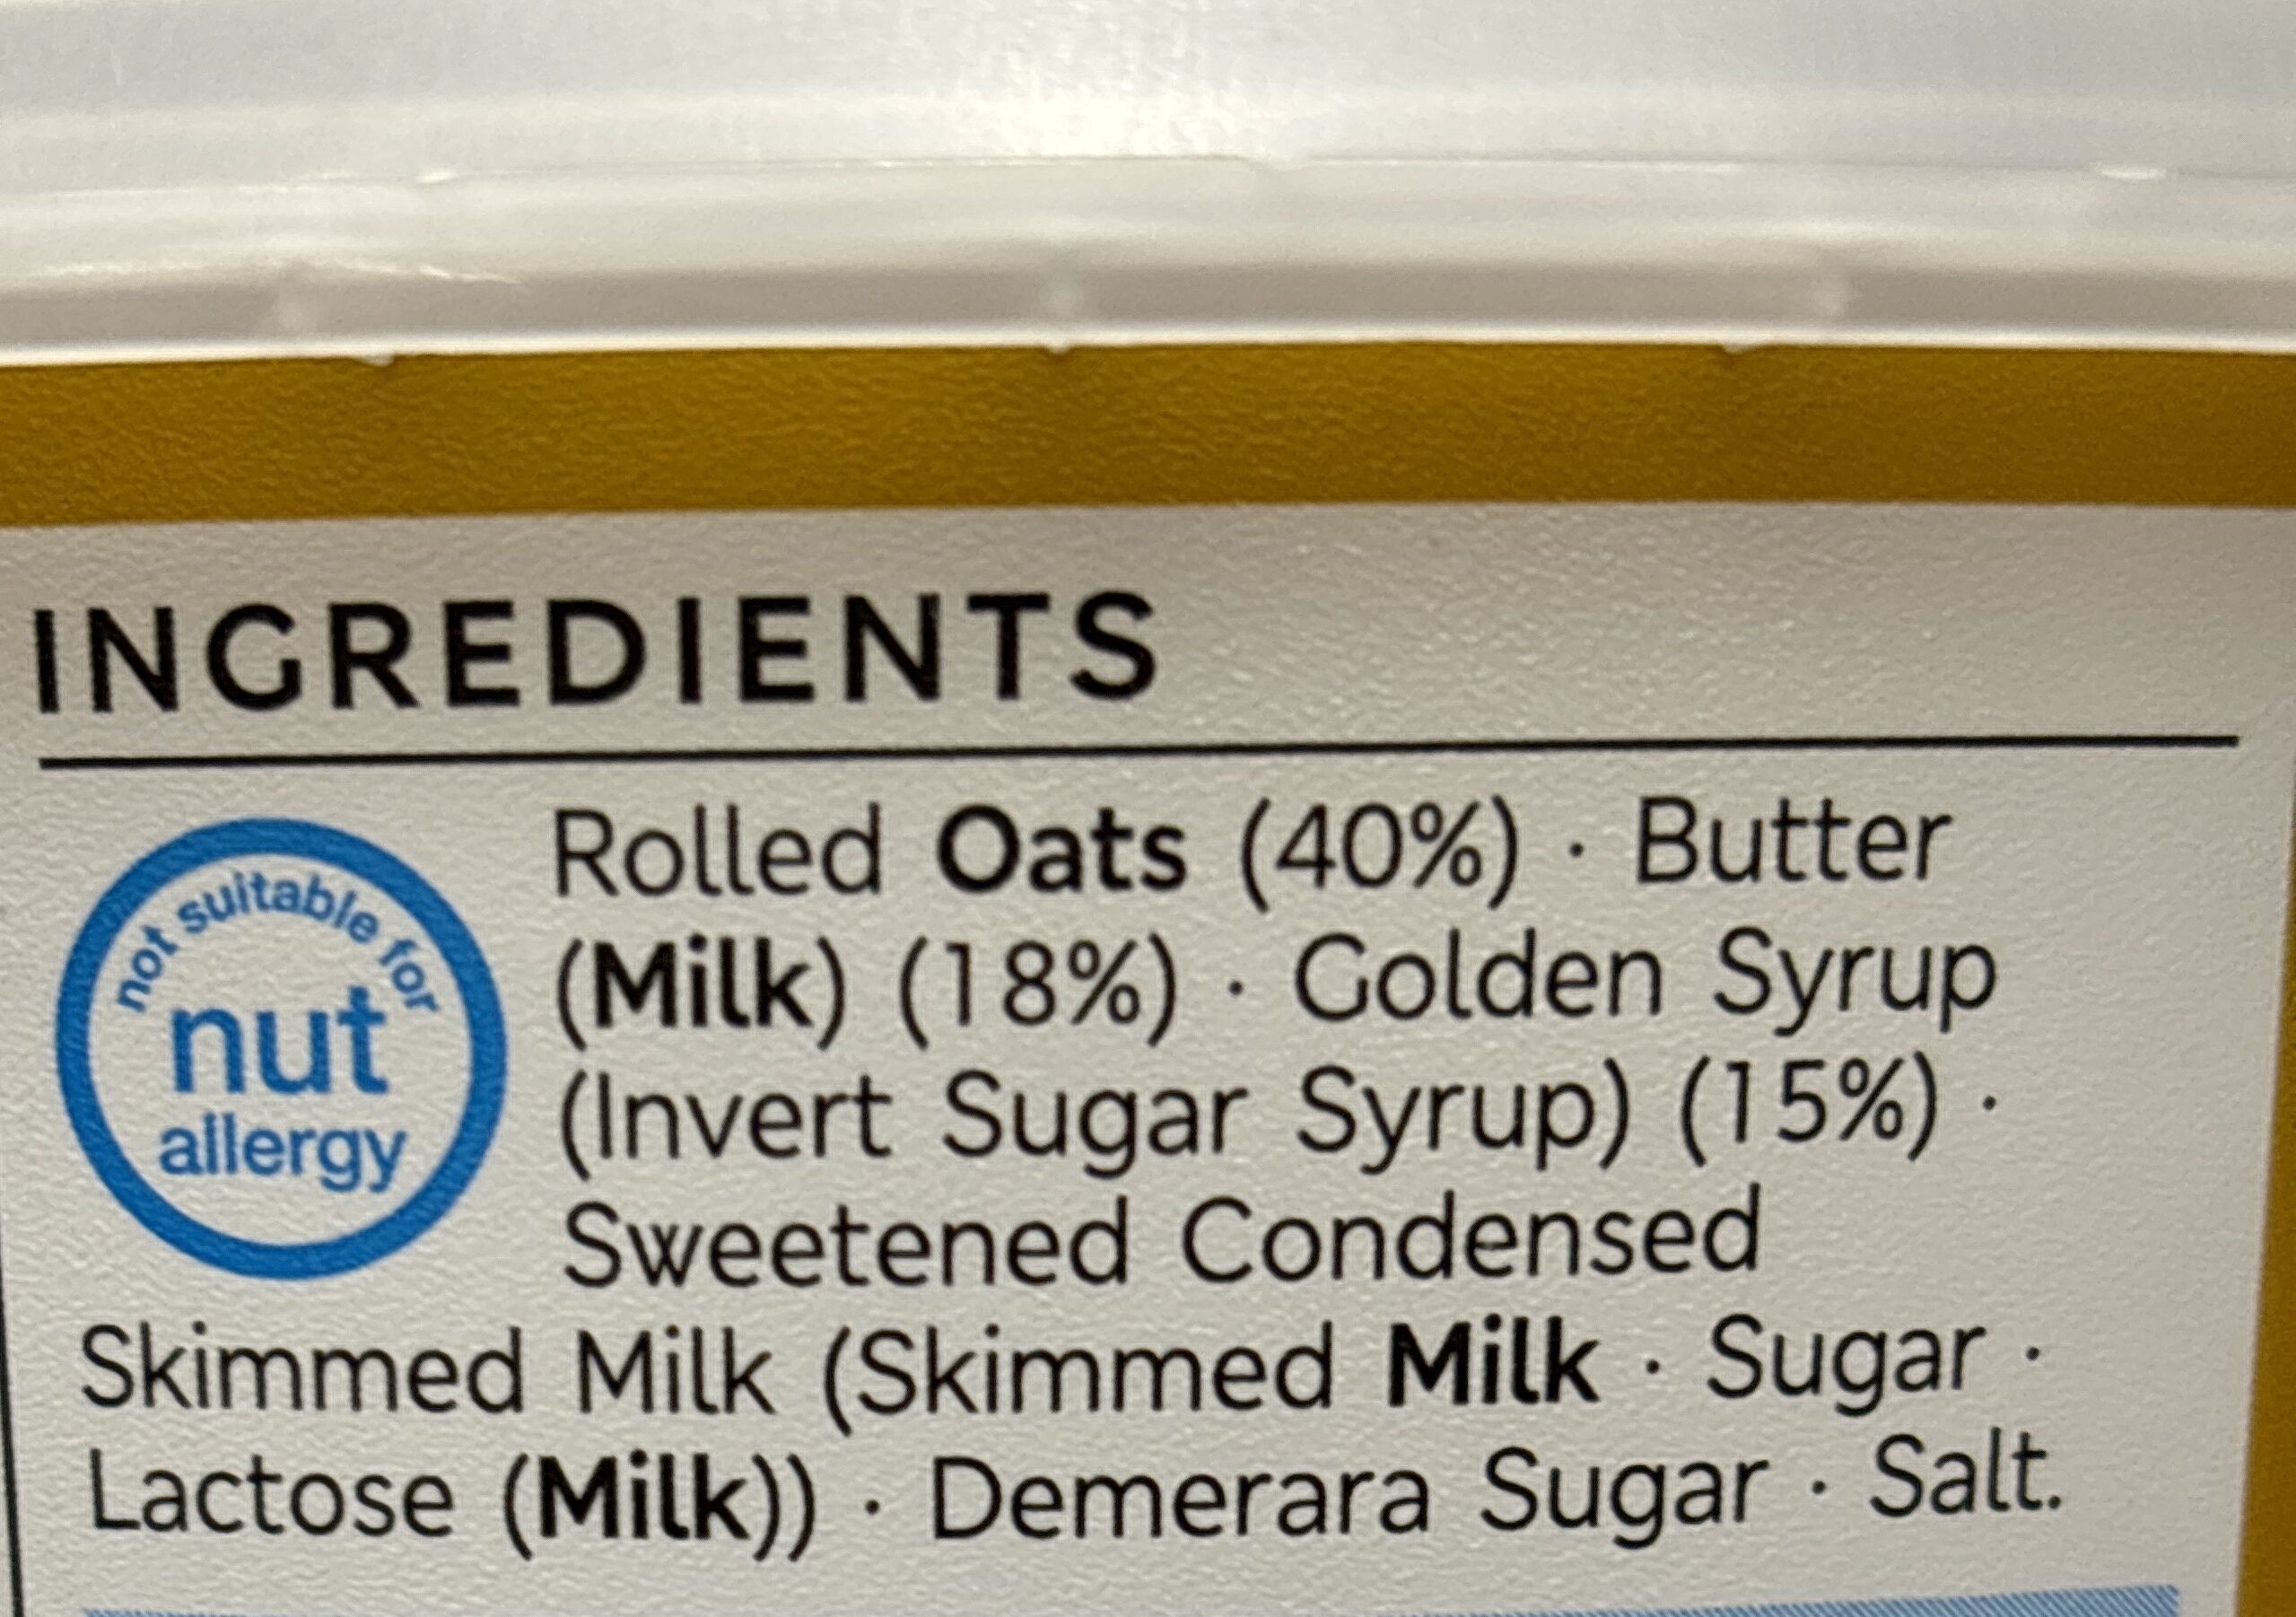 INGREDIENTS
not suitable for
nut
allergy
Rolled Oats (40%) · Butter
(Milk) (18%) · Golden Syrup
(Invert Sugar Syrup) (15%) ·
Sweetened Condensed
Skimmed Milk (Skimmed Milk · Sugar ·
Lactose (Milk)) · Demerara Sugar · Salt.